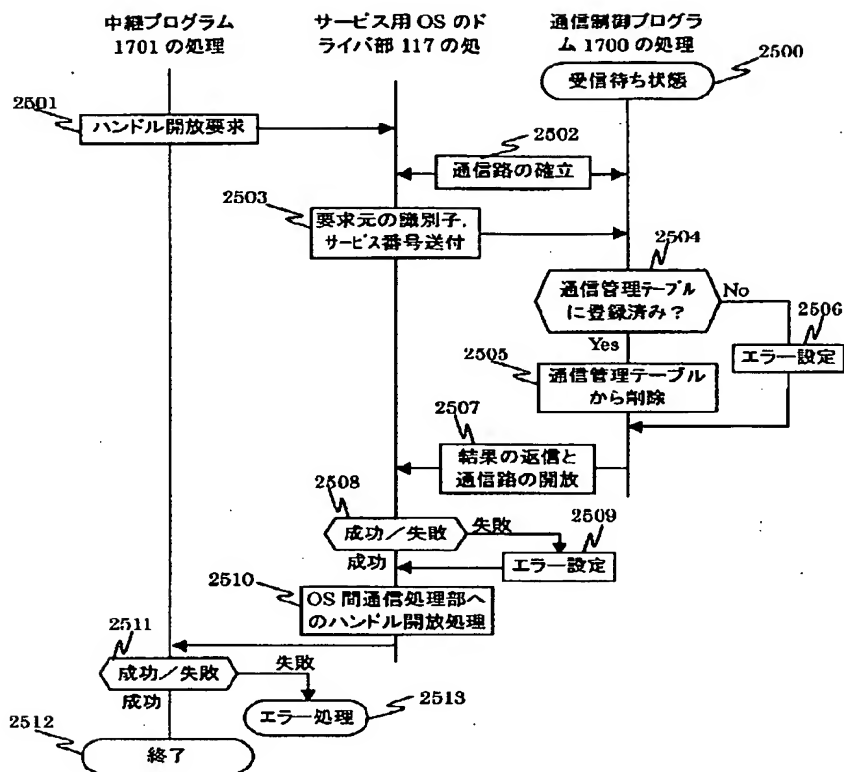 中継プログラム
1701 の処理
サービス用 OS のド
ライバ部 117 の処
通信制御プログラ
ム 1700 の処理
2500
受信待ち状態
2501
ハンドル開放要求
2502
通信路の確立
2503
要求元の識別子,
サービス番号送付
2504
通信管理テーブル
に登録済み？
No
Yes
2506
エラー設定
2505
通信管理テーブル
から削除
2507
結果の返信と
通信路の開放
2508
成功／失敗
失敗
成功
2509
エラー設定
2510
OS 間通信処理部へ
のハンドル開放処理
2511
成功／失敗
失敗
成功
2513
エラー処理
2512
終了